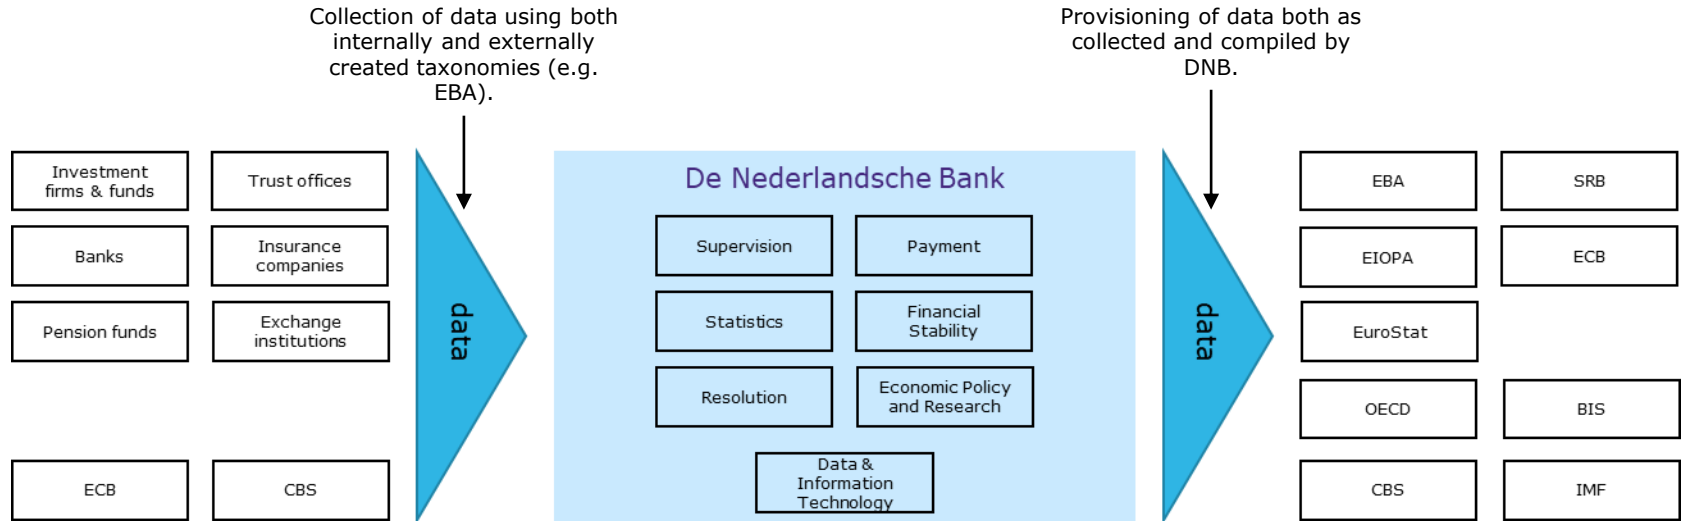 Collection of data using both
internally and externally
created taxonomies (e.g.
EBA).
Provisioning of data both as
collected and compiled by
DNB.
Investment
firms & funds
Trust offices
Banks
Insurance
companies
Pension funds
Exchange
institutions
ECB
CBS
data
De Nederlandsche Bank
Supervision
Payment
Statistics
Financial
Stability
Resolution
Economic Policy
and Research
Data &
Information
Technology
data
EBA
SRB
EIOPA
ECB
EuroStat
OECD
BIS
CBS
IMF